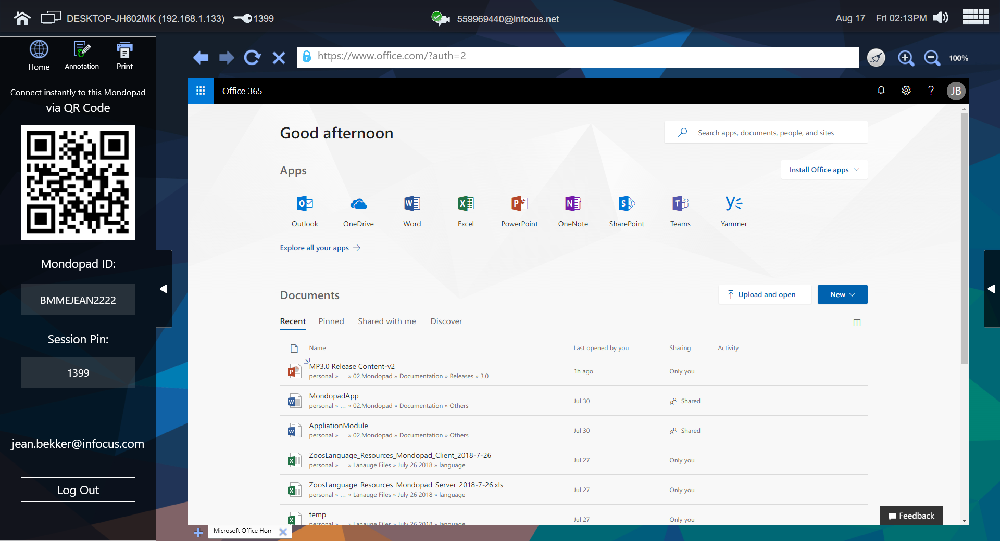 DESKTOP-JH602MK (192.168.1.133) 1399 559969440@infocus.net Aug 17 Fri 02:13PM
Home Annotation Print
Connect instantly to this Mondopad
via QR Code
Mondopad ID:
BMMEJEAN2222
Session Pin:
1399
jean.bekker@infocus.com
Log Out
https://www.office.com/?auth=2 100%
Office 365 ? JB
Good afternoon
Search apps, documents, people, and sites
Apps
Install Office apps
Outlook OneDrive Word Excel PowerPoint OneNote SharePoint Teams Yammer
Explore all your apps
Documents
Upload and open...
New
Recent Pinned Shared with me Discover
Name Last opened by you Sharing Activity
MP3.0 Release Content-v2
personal » ... » 02.Mondopad » Documentation » Releases » 3.0
1h ago Only you
MondopadApp
personal » ... » 02.Mondopad » Documentation » Others
Jul 30 Shared
AppliationModule
personal » ... » 02.Mondopad » Documentation » Others
Jul 30 Shared
ZoosLanguage_Resources_Mondopad_Client_2018-7-26
personal » ... » Lanauge Files » July 26 2018 » language
Jul 27 Only you
ZoosLanguage_Resources_Mondopad_Server_2018-7-26.xls
personal » ... » Lanauge Files » July 26 2018 » language
Jul 27 Only you
temp
personal » ... » Lanauge Files » July 26 2018 » language
Jul 27 Only you
Feedback
Microsoft Office Hom